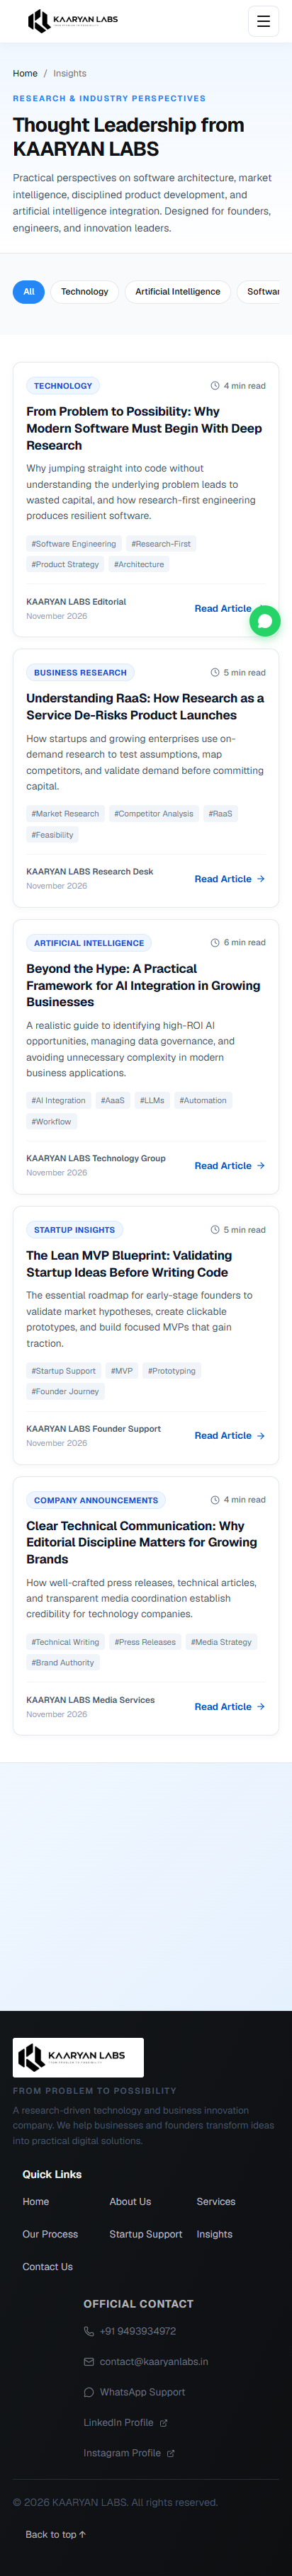 KAARYAN LABS
Home / Insights
RESEARCH & INDUSTRY PERSPECTIVES
Thought Leadership from
KAARYAN LABS
Practical perspectives on software architecture, market
intelligence, disciplined product development, and
artificial intelligence integration. Designed for founders,
engineers, and innovation leaders.
All Technology Artificial Intelligence Softwar
TECHNOLOGY 4 min read
From Problem to Possibility: Why
Modern Software Must Begin With Deep
Research
Why jumping straight into code without
understanding the underlying problem leads to
wasted capital, and how research-first engineering
produces resilient software.
#Software Engineering #Research-First
#Product Strategy #Architecture
KAARYAN LABS Editorial
November 2026
Read Article
BUSINESS RESEARCH 5 min read
Understanding RaaS: How Research as a
Service De-Risks Product Launches
How startups and growing enterprises use on-
demand research to test assumptions, map
competitors, and validate demand before committing
capital.
#Market Research #Competitor Analysis #RaaS
#Feasibility
KAARYAN LABS Research Desk
November 2026
Read Article →
ARTIFICIAL INTELLIGENCE 6 min read
Beyond the Hype: A Practical
Framework for AI Integration in Growing
Businesses
A realistic guide to identifying high-ROI AI
opportunities, managing data governance, and
avoiding unnecessary complexity in modern
business applications.
#AI Integration #AaaS #LLMs #Automation
#Workflow
KAARYAN LABS Technology Group
November 2026
Read Article →
STARTUP INSIGHTS 5 min read
The Lean MVP Blueprint: Validating
Startup Ideas Before Writing Code
The essential roadmap for early-stage founders to
validate market hypotheses, create clickable
prototypes, and build focused MVPs that gain
traction.
#Startup Support #MVP #Prototyping
#Founder Journey
KAARYAN LABS Founder Support
November 2026
Read Article →
COMPANY ANNOUNCEMENTS 4 min read
Clear Technical Communication: Why
Editorial Discipline Matters for Growing
Brands
How well-crafted press releases, technical articles,
and transparent media coordination establish
credibility for technology companies.
#Technical Writing #Press Releases #Media Strategy
#Brand Authority
KAARYAN LABS Media Services
November 2026
Read Article →
KAARYAN LABS
FROM PROBLEM TO POSSIBILITY
A research-driven technology and business innovation
company. We help businesses and founders transform ideas
into practical digital solutions.
Quick Links
Home About Us Services
Our Process Startup Support Insights
Contact Us
OFFICIAL CONTACT
+91 9493934972
contact@kaaryanlabs.in
WhatsApp Support
LinkedIn Profile
Instagram Profile
© 2026 KAARYAN LABS. All rights reserved.
Back to top ↑